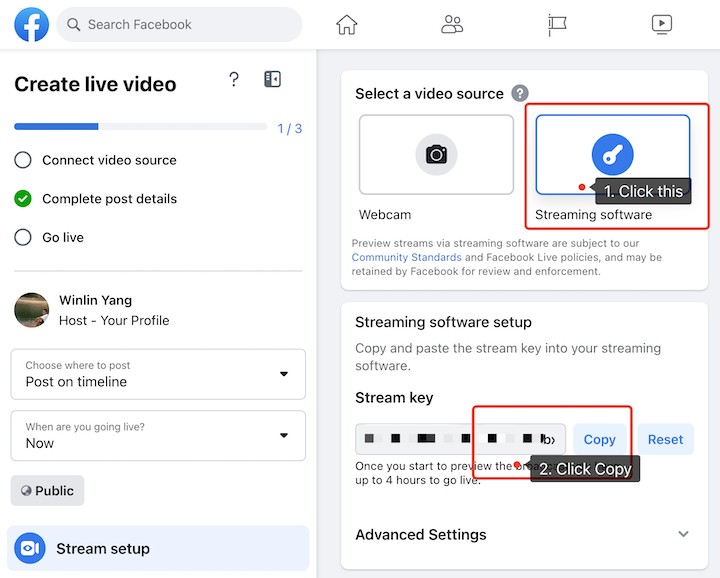 Search Facebook
Create live video
?
1 / 3
Connect video source
Complete post details
Go live
Winlin Yang
Host - Your Profile
Choose where to post
Post on timeline
When are you going live?
Now
Public
Stream setup
Select a video source ?
1. Click this
Webcam
Streaming software
Preview streams via streaming software are subject to our
Community Standards and Facebook Live policies, and may be
retained by Facebook for review and enforcement.
Streaming software setup
Copy and paste the stream key into your streaming
software.
Stream key
Copy
Reset
Once you start to preview the
2. Click Copy
up to 4 hours to go live.
Advanced Settings